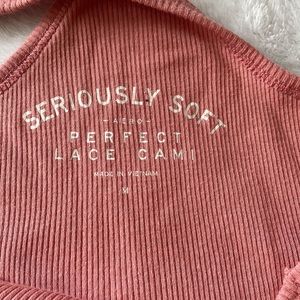 SERIOUSLY SOFT
- AERO -
PERFECT
LACE CAMI
MADE IN VIETNAM
M